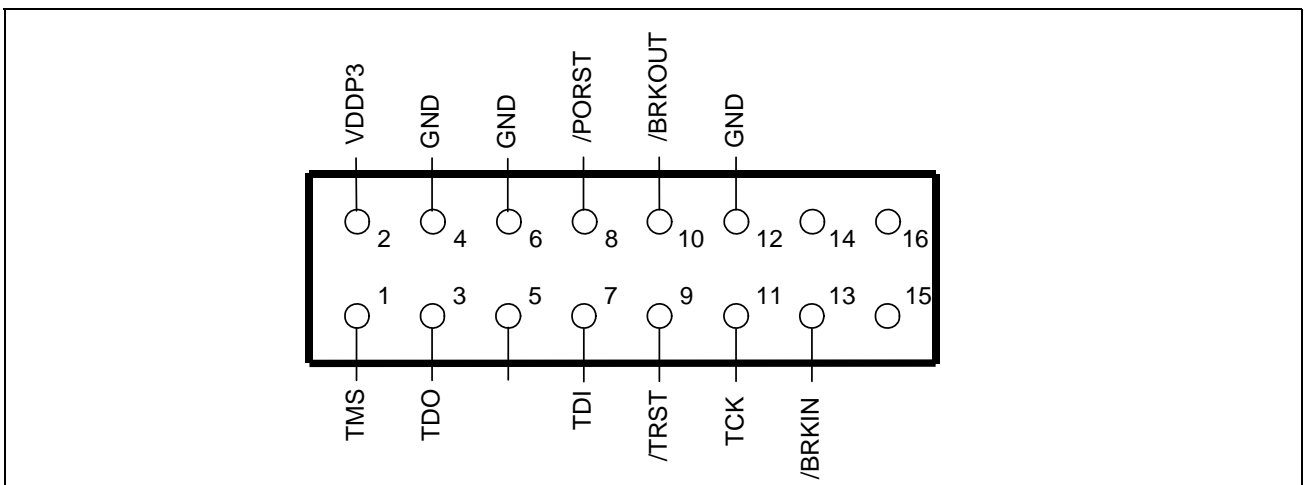 VDDP3
GND
GND
/PORST
/BRKOUT
GND
2
4
6
8
10
12
14
16
1
3
5
7
9
11
13
15
TMS
TDO
TDI
/TRST
TCK
/BRKIN